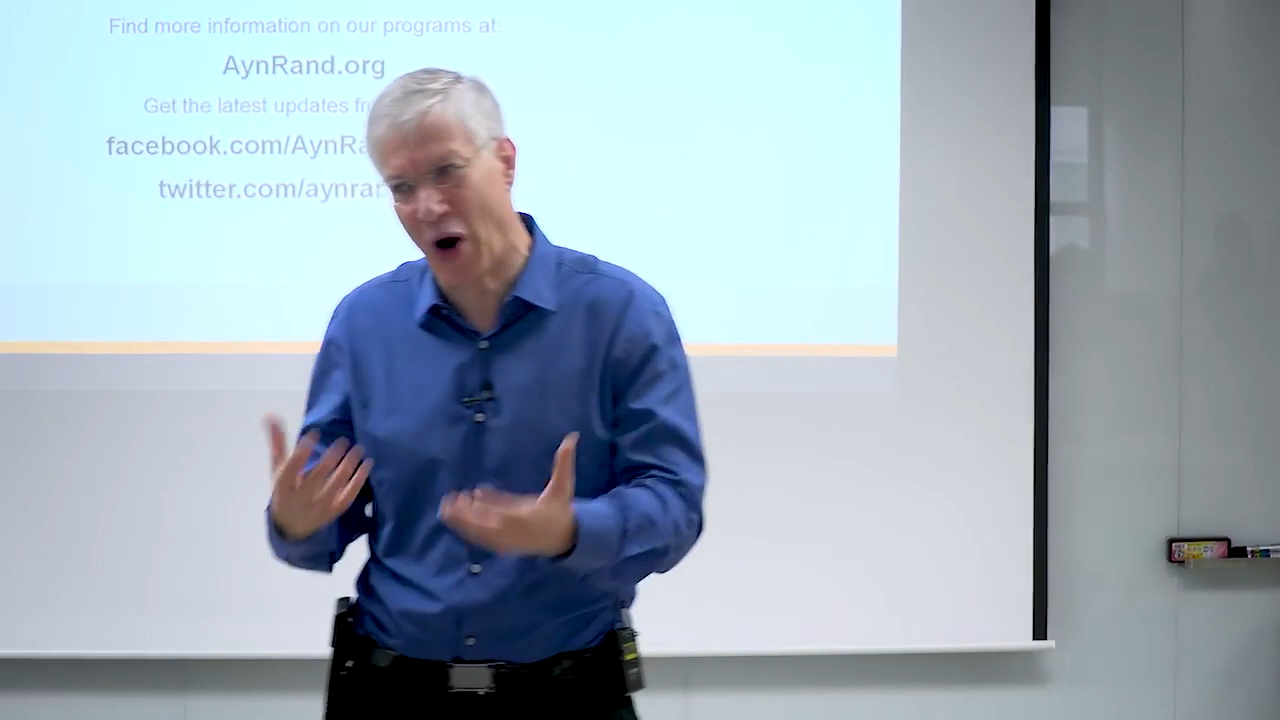 Find more information on our programs at:
AynRand.org
Get the latest updates
facebook.com/AynRa
twitter.com/aynran